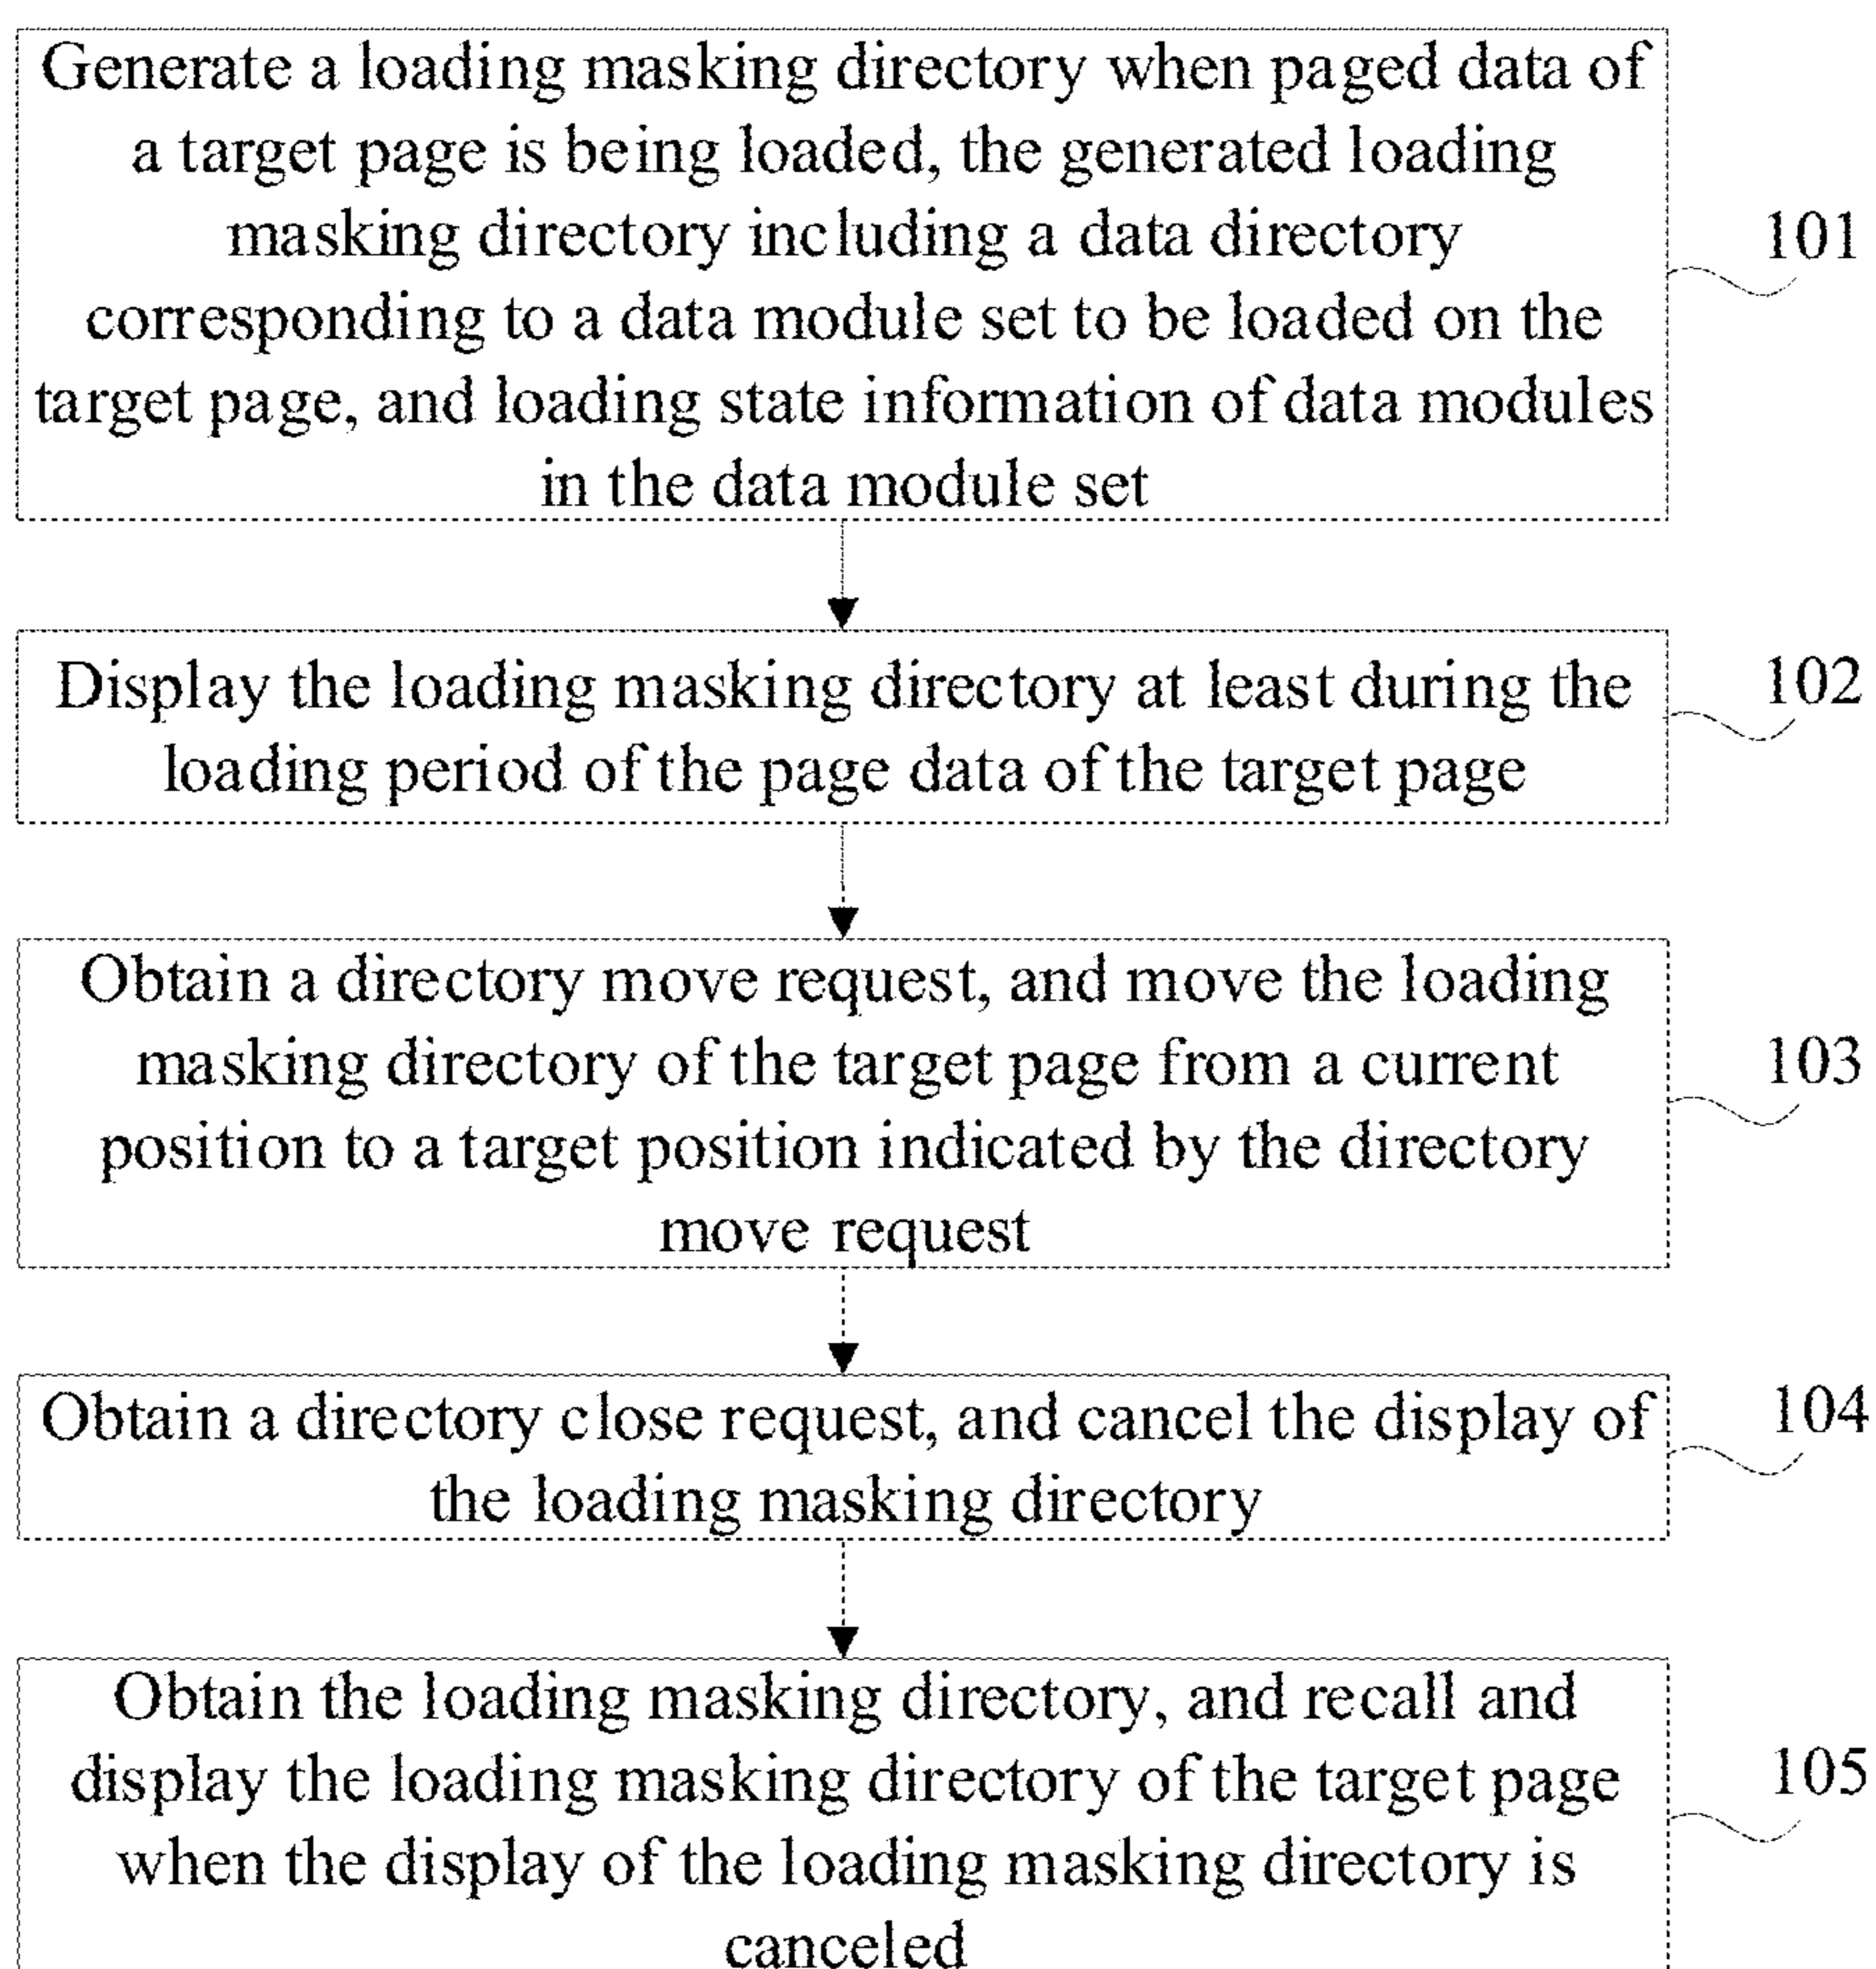 Generate a loading masking directory when paged data of
a target page is being loaded, the generated loading
masking directory including a data directory
corresponding to a data module set to be loaded on the
target page, and loading state information of data modules
in the data module set
101
Display the loading masking directory at least during the
loading period of the page data of the target page
102
Obtain a directory move request, and move the loading
masking directory of the target page from a current
position to a target position indicated by the directory
move request
103
Obtain a directory close request, and cancel the display of
the loading masking directory
104
Obtain the loading masking directory, and recall and
display the loading masking directory of the target page
when the display of the loading masking directory is
canceled
105